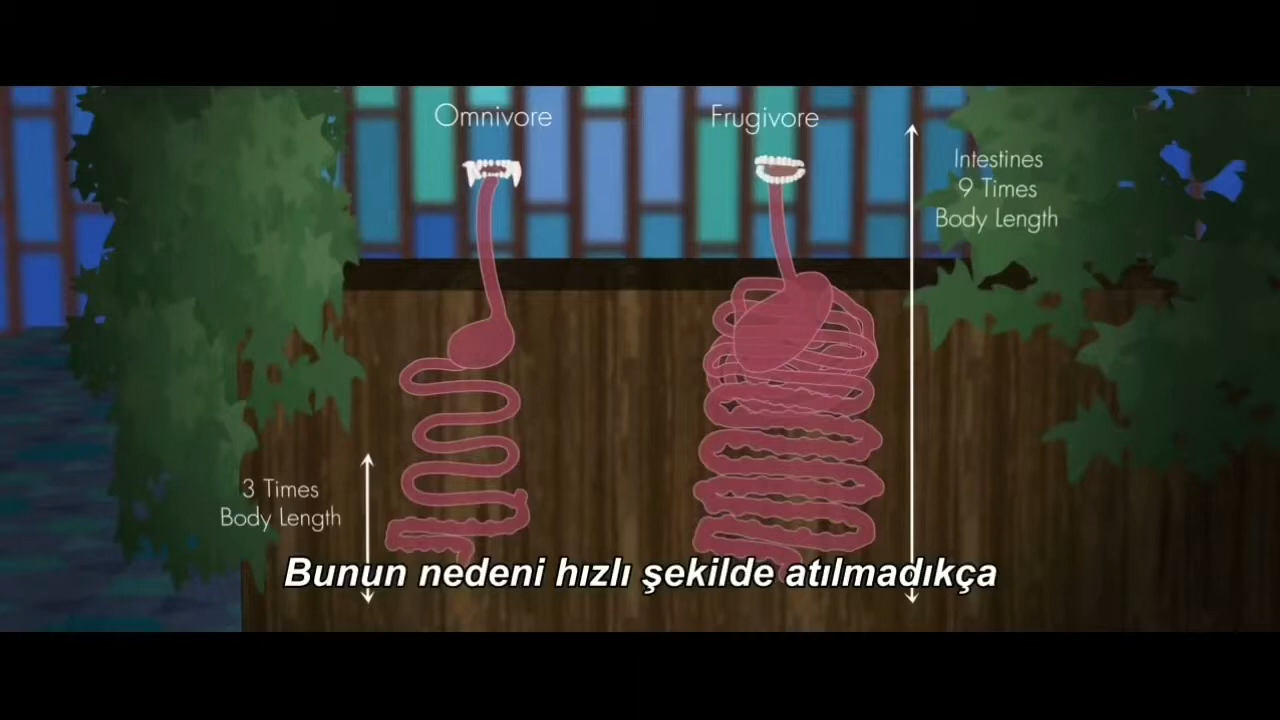 Omnivore
Frugivore
Intestines
9 Times
Body Length
3 Times
Body Length
Bunun nedeni hızlı şekilde atılmadıkça